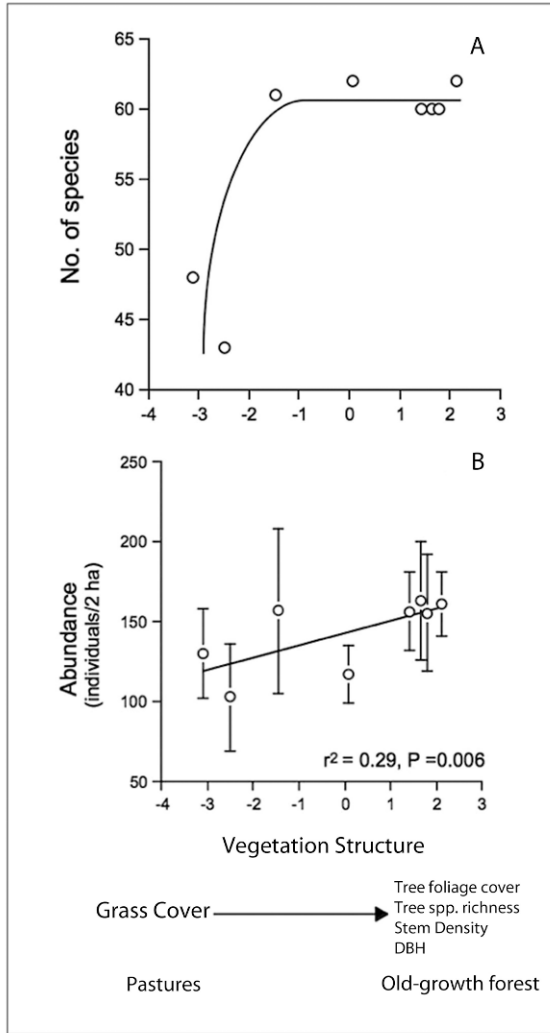 A
No. of species
65
60
55
50
45
40
-4 -3 -2 -1 0 1 2 3
B
Abundance
(individuals/2 ha)
250
200
150
100
50
r² = 0.29, P =0.006
-4 -3 -2 -1 0 1 2 3
Vegetation Structure
Grass Cover
Tree foliage cover
Tree spp. richness
Stem Density
DBH
Pastures Old-growth forest